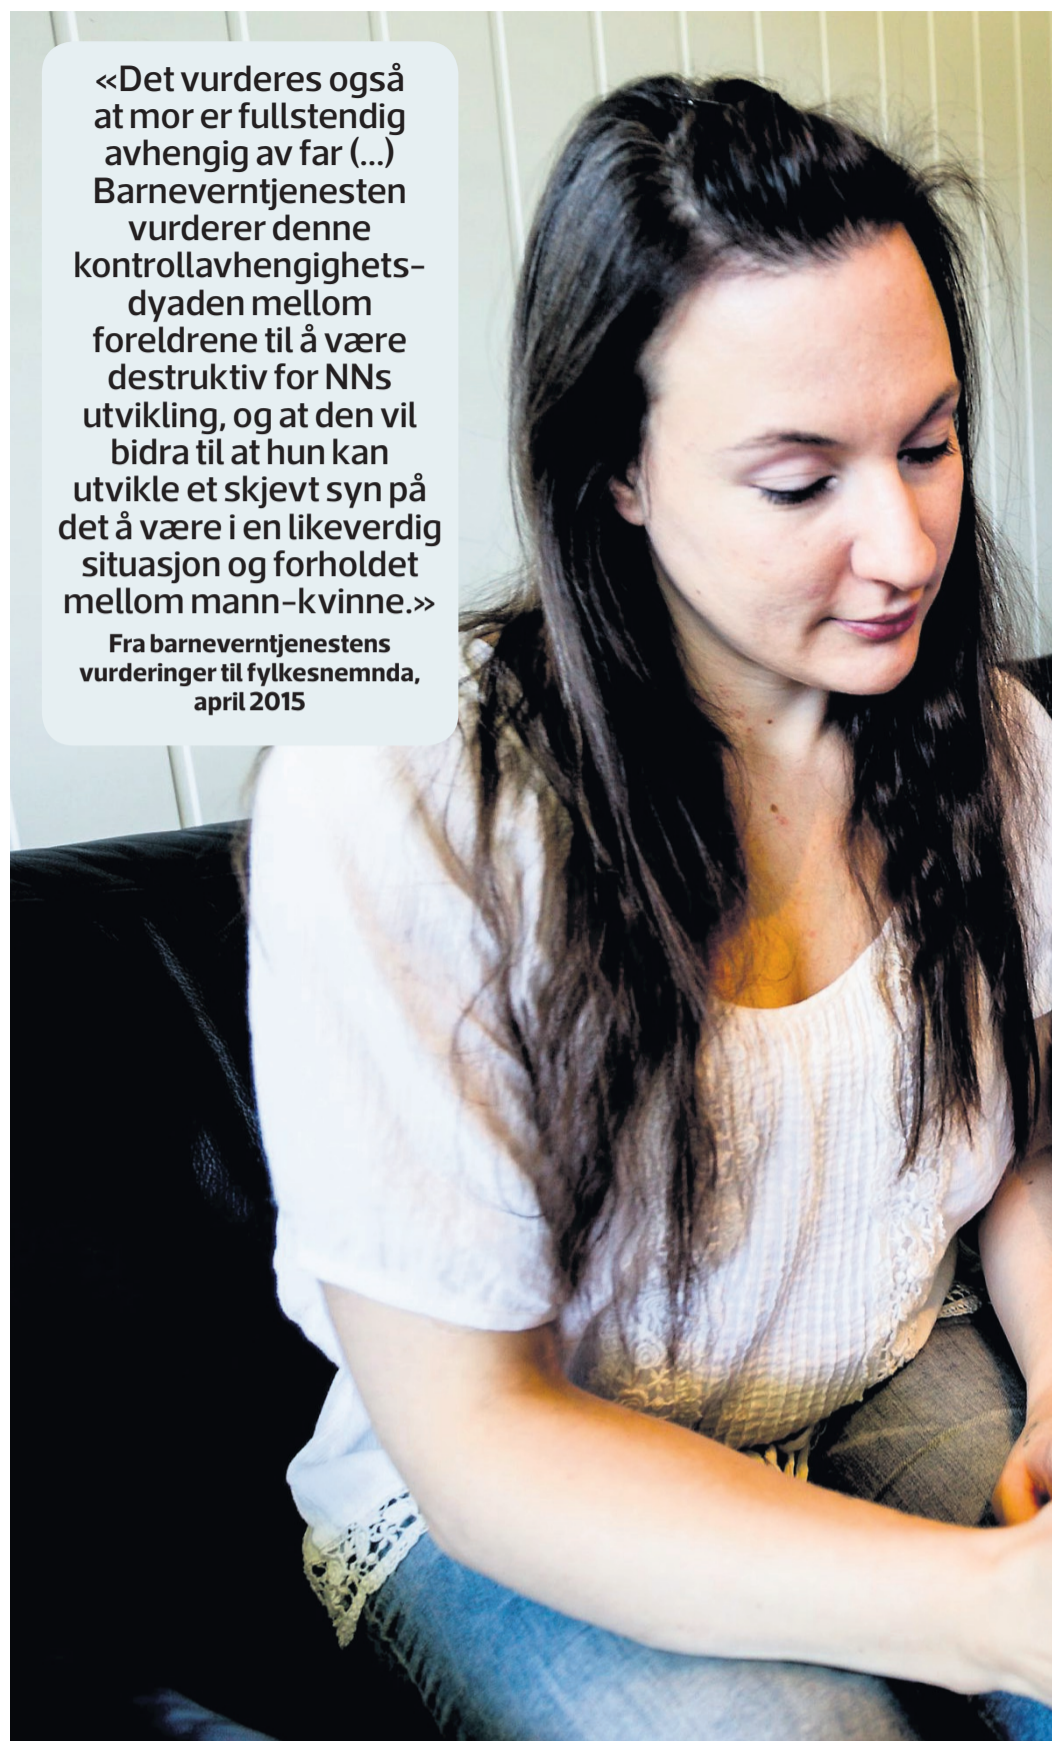 «Det vurderes også
at mor er fullstendig
avhengig av far (...)
Barneverntjenesten
vurderer denne
kontrollavhengighets-
dyaden mellom
foreldrene til å være
destruktiv for NNs
utvikling, og at den vil
bidra til at hun kan
utvikle et skjevt syn på
det å være i en likeverdig
situasjon og forholdet
mellom mann-kvinne.»
Fra barneverntjenestens
vurderinger til fylkesnemnda,
april 2015